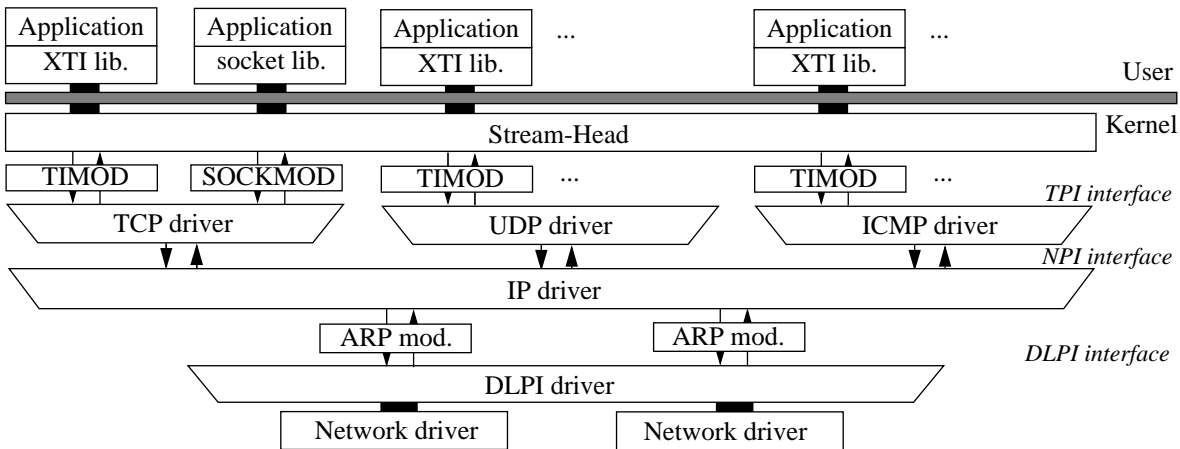 Application Application Application ... Application ...
XTI lib. socket lib. XTI lib. XTI lib.
User
Kernel
Stream-Head
TIMOD SOCKMOD TIMOD ... TIMOD ...
TPI interface
TCP driver UDP driver ICMP driver
NPI interface
IP driver
ARP mod. ARP mod.
DLPI interface
DLPI driver
Network driver Network driver